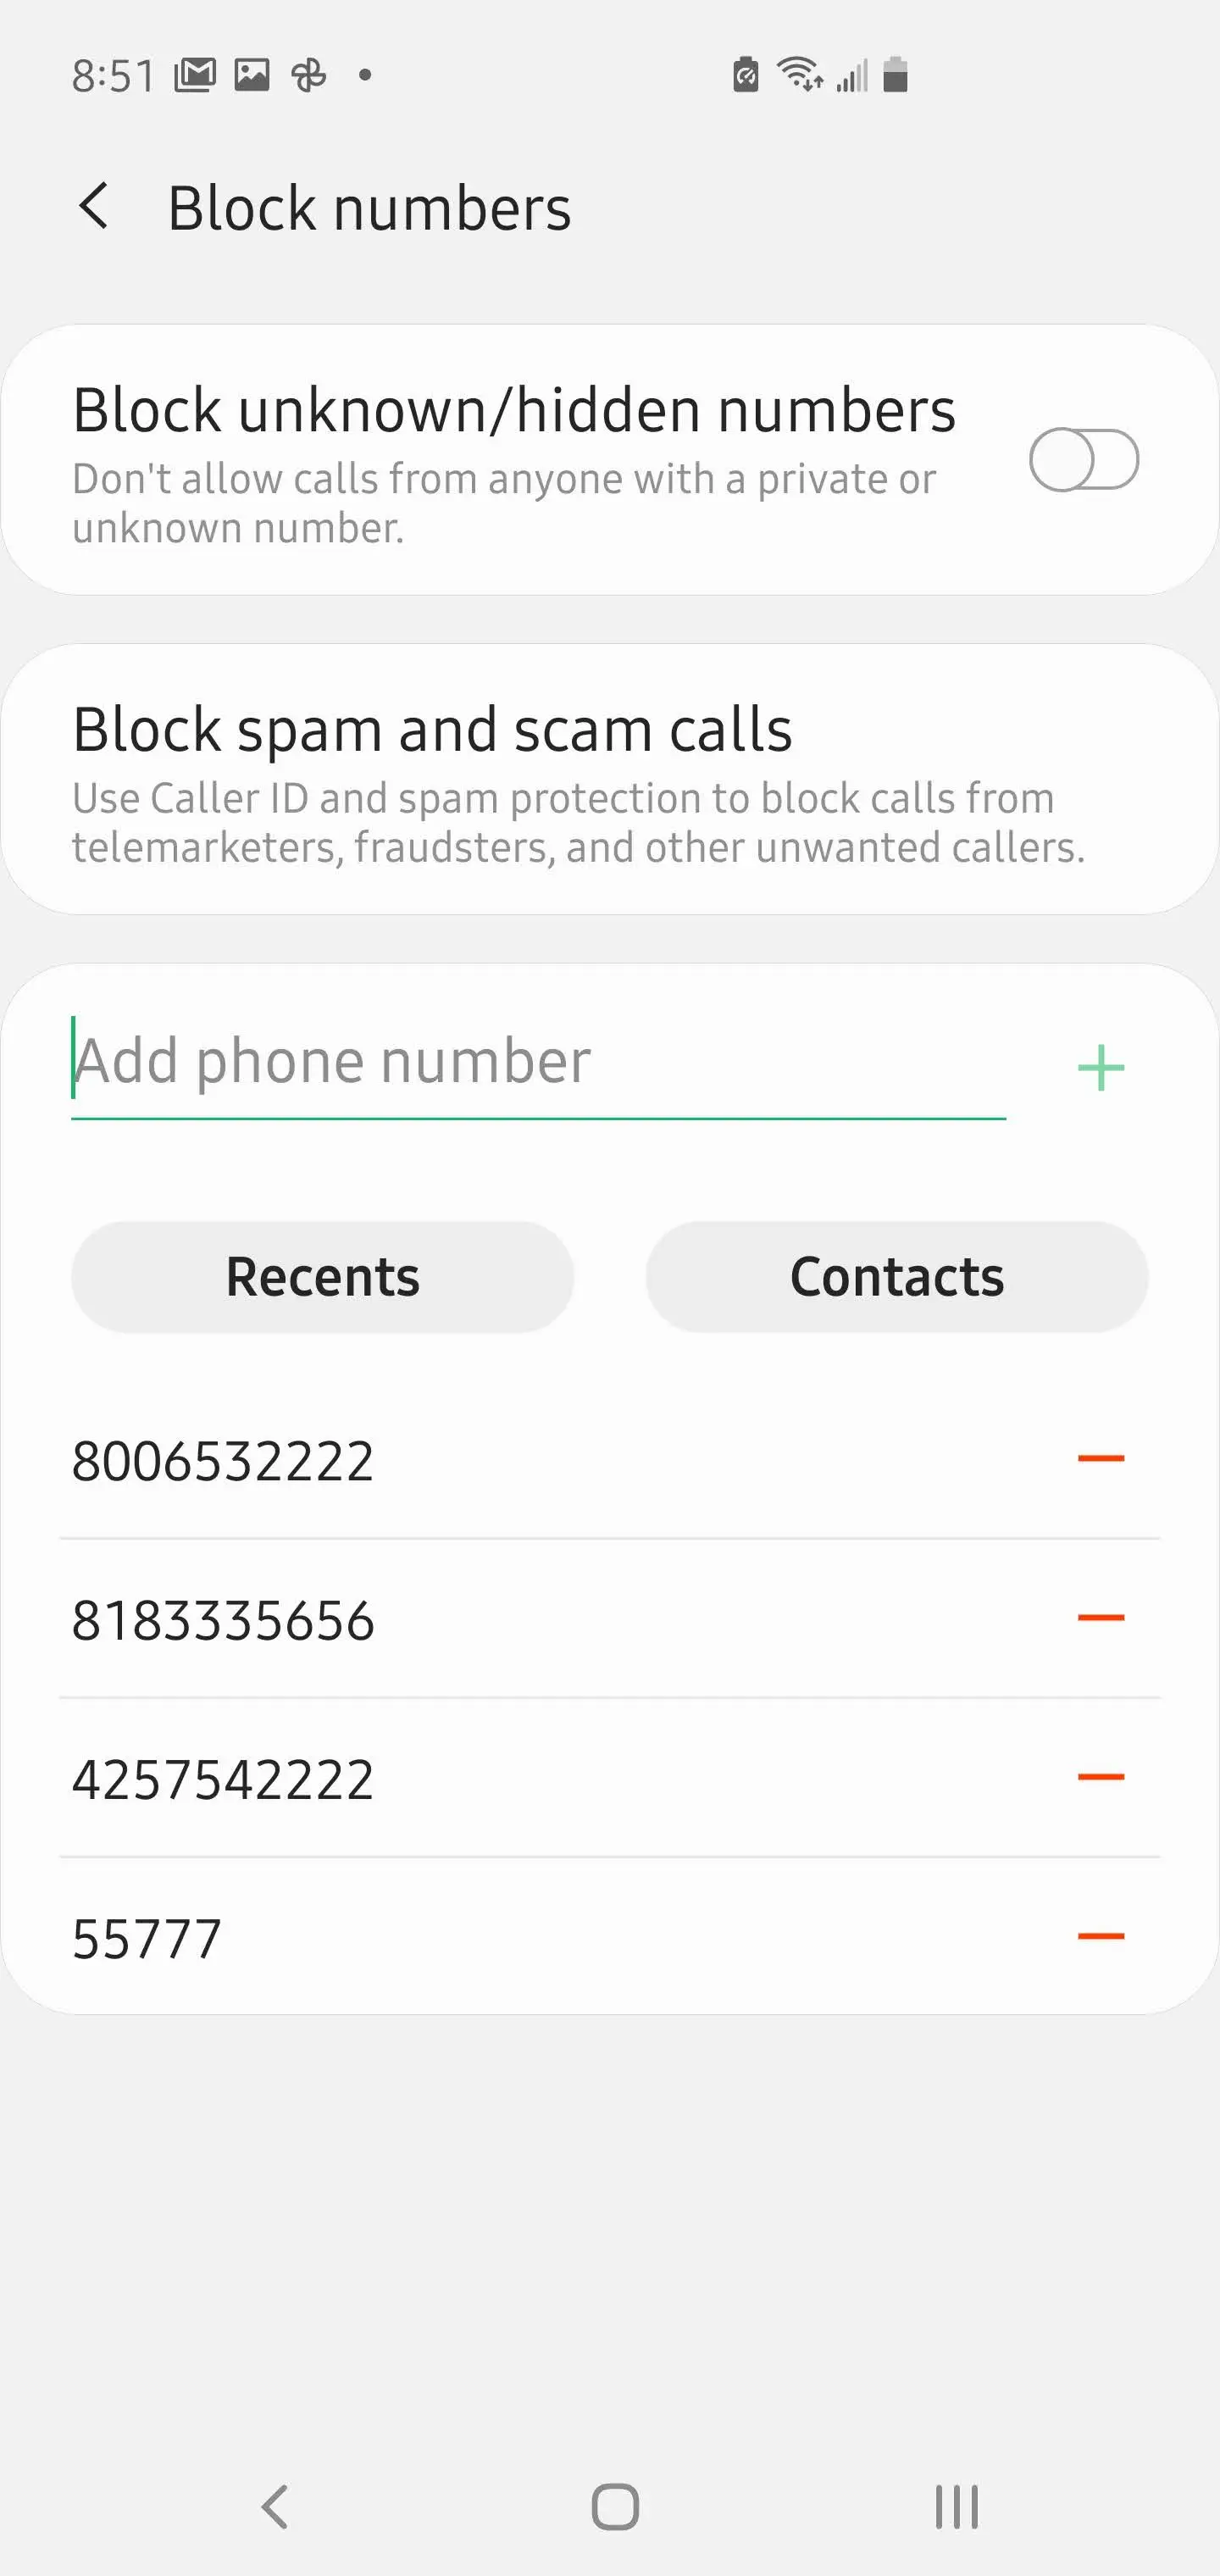 8:51
Block numbers
Block unknown/hidden numbers
Don't allow calls from anyone with a private or
unknown number.
Block spam and scam calls
Use Caller ID and spam protection to block calls from
telemarketers, fraudsters, and other unwanted callers.
Add phone number
Recents
Contacts
8006532222
8183335656
4257542222
55777